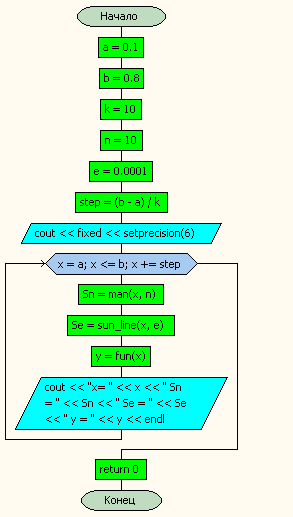 Начало
a = 0.1
b = 0.8
k = 10
n = 10
e = 0.0001
step = (b - a) / k
cout << fixed << setprecision(6)
x = a; x <= b; x += step
Sn = man(x, n)
Se = sun_line(x, e)
y = fun(x)
cout << "x= " << x << " Sn
= " << Sn << " Se = " << Se
<< " y = " << y << endl
return 0
Конец